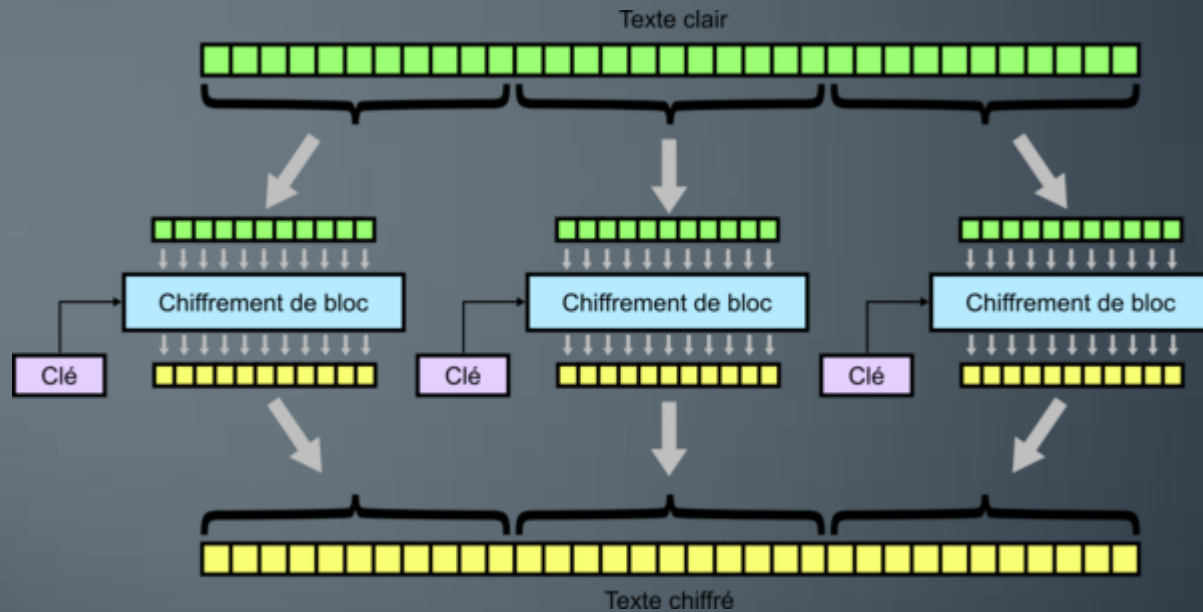 Texte clair
Chiffrement de bloc
Chiffrement de bloc
Chiffrement de bloc
Clé
Clé
Clé
Texte chiffré